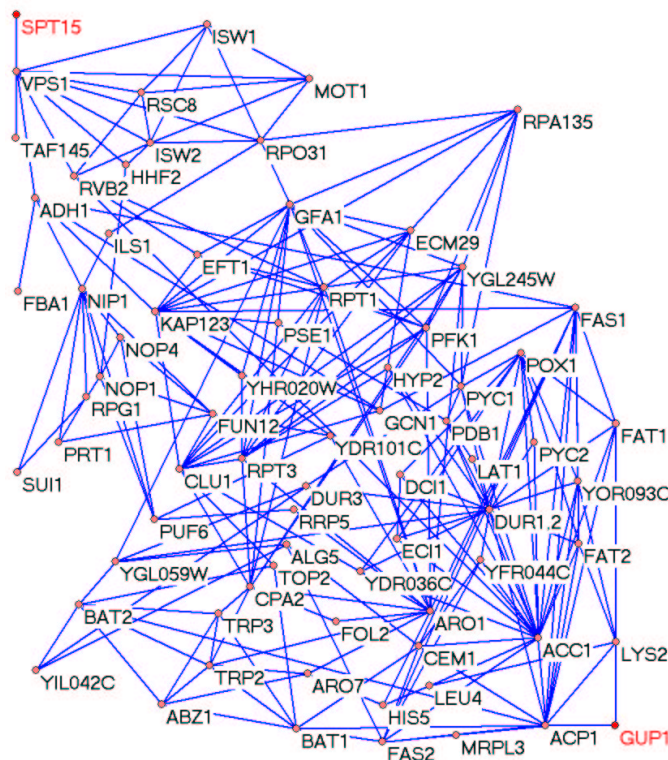 SPT15
ISW1
VPS1
MOT1
RSC8
RPA135
TAF145
ISW2
RPO31
HHF2
RVB2
ADH1
GFA1
ILS1
ECM29
EFT1
YGL245W
FBA1
NIP1
RPT1
KAP123
FAS1
PSE1
PFK1
NOP4
POX1
NOP1
YHR020W
HYP2
RPG1
PYC1
GCN1
FUN12
FAT1
PDB1
PRT1
YDR101C
RPT3
LAT1
PYC2
SUI1
CLU1
DCI1
YOR093C
DUR3
PUF6
RRP5
DUR1,2
ALG5
ECI1
FAT2
YGL059W
TOP2
YDR036C
YFR044C
CPA2
BAT2
TRP3
FOL2
ARO1
ACC1
CEM1
LYS2
YIL042C
TRP2
ARO7
LEU4
ABZ1
HIS5
BAT1
ACP1
GUP1
FAS2
MRPL3